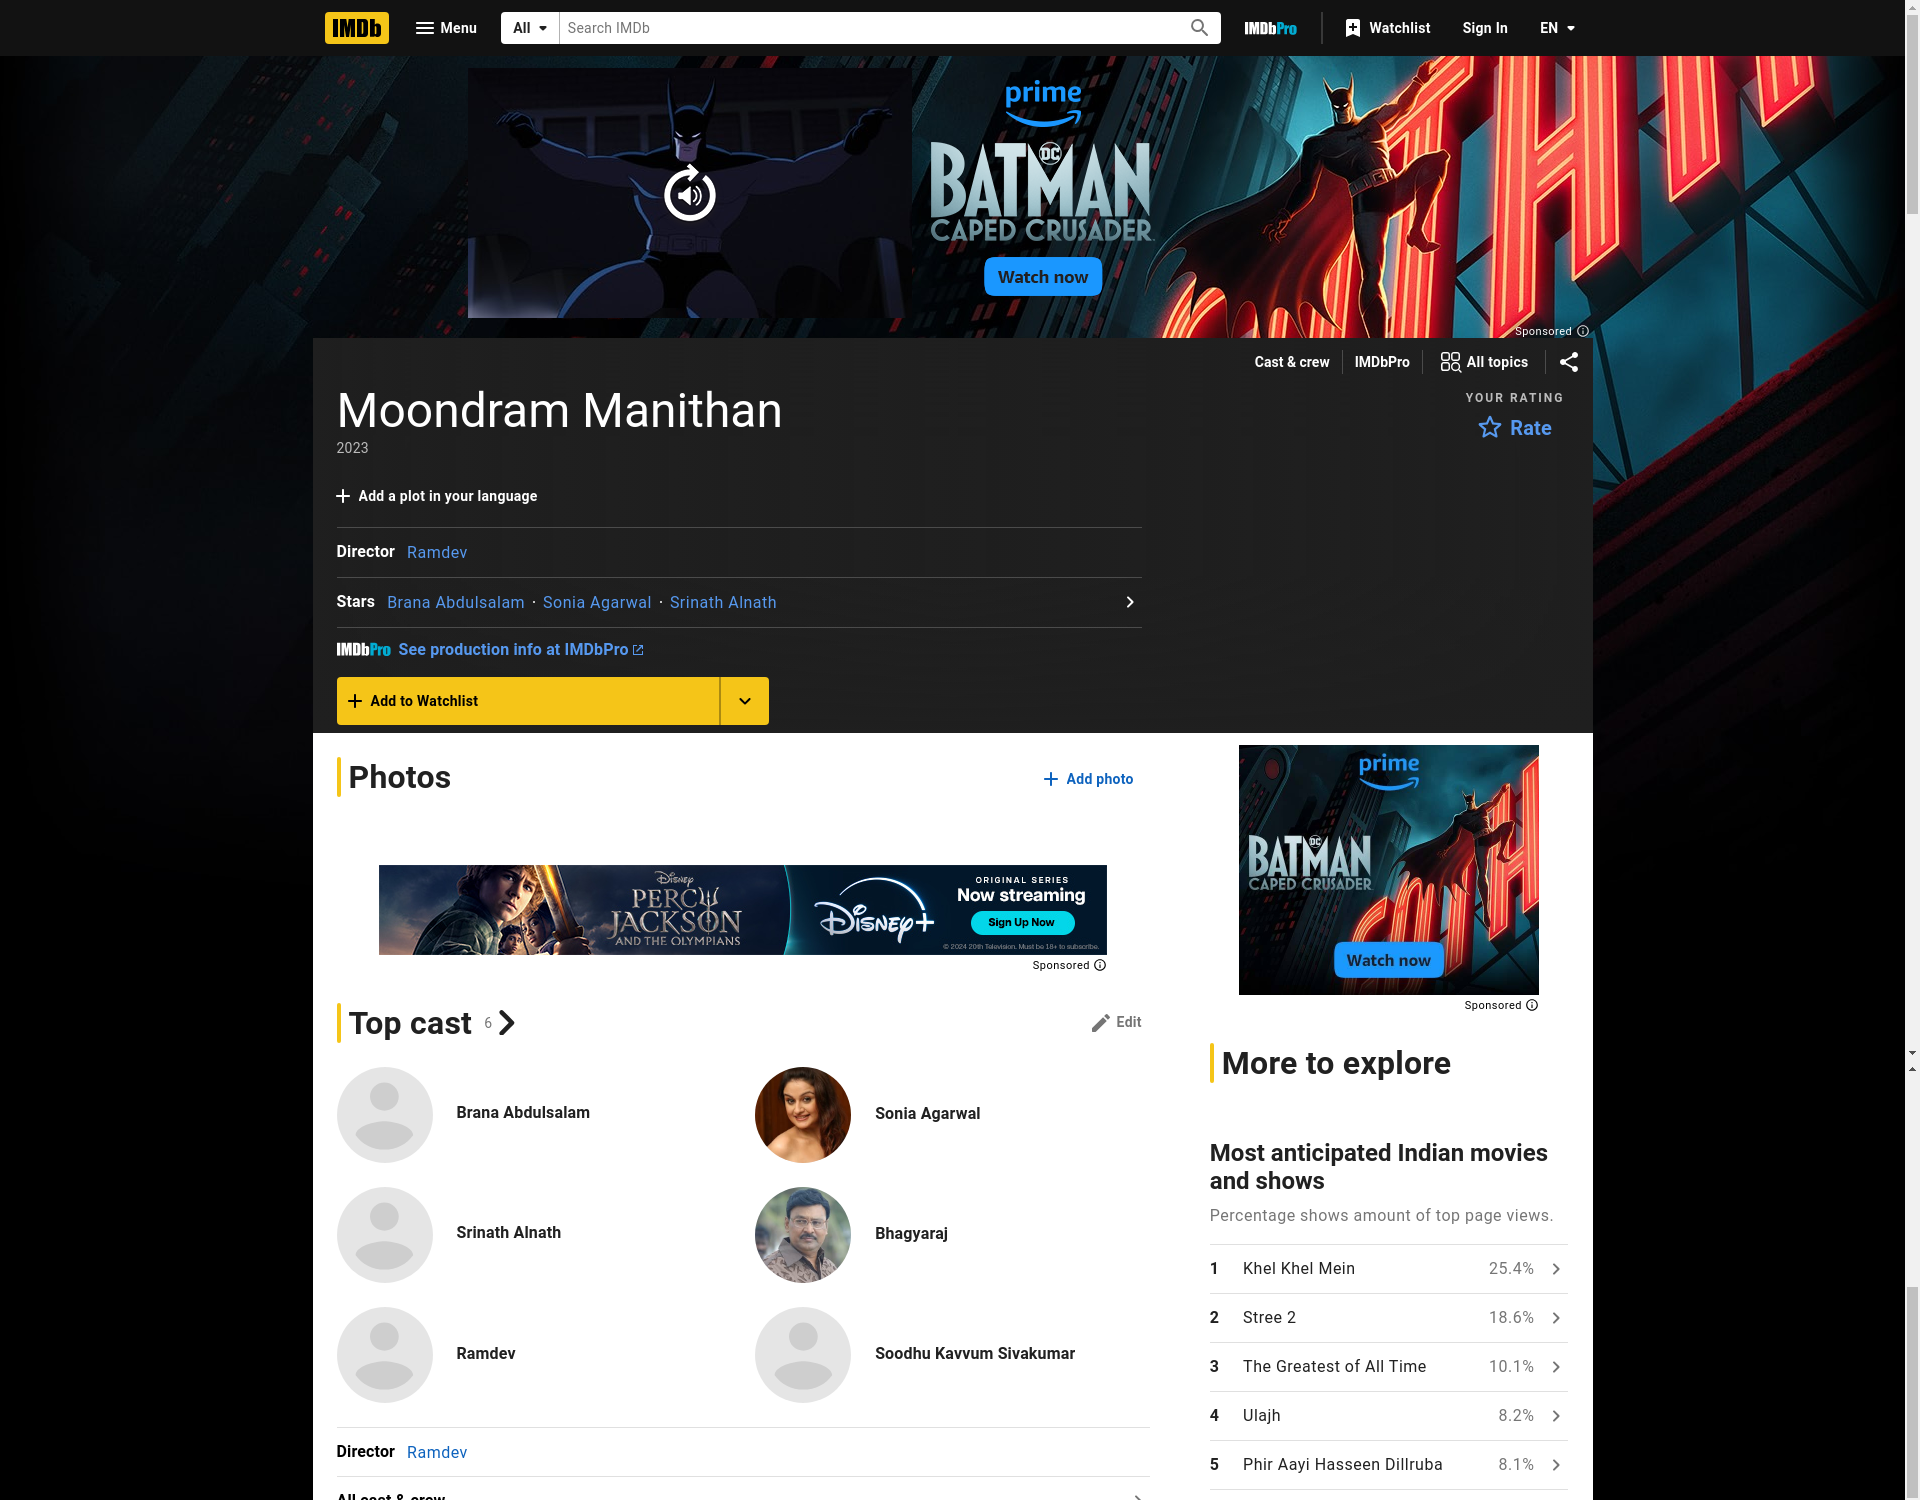 IMDb
Menu
All
Search IMDb
IMDbPro
Watchlist
Sign In
EN
prime
DC
BATMAN
CAPED CRUSADER
Watch now
Sponsored
Cast & crew
IMDbPro
All topics
Moondram Manithan
2023
YOUR RATING
Rate
Add a plot in your language
Director Ramdev
Stars Brana Abdulsalam · Sonia Agarwal · Srinath Alnath
IMDbPro See production info at IMDbPro
Add to Watchlist
Photos
Add photo
Disney
PERCY
JACKSON
AND THE OLYMPIANS
Disney+
ORIGINAL SERIES
Now streaming
Sign Up Now
© 2024 20th Television. Must be 18+ to subscribe.
Sponsored
Top cast 6
Edit
Brana Abdulsalam
Sonia Agarwal
Srinath Alnath
Bhagyaraj
Ramdev
Soodhu Kavvum Sivakumar
Director Ramdev
All cast & crew
prime
DC
BATMAN
CAPED CRUSADER
Watch now
Sponsored
More to explore
Most anticipated Indian movies
and shows
Percentage shows amount of top page views.
1 Khel Khel Mein 25.4%
2 Stree 2 18.6%
3 The Greatest of All Time 10.1%
4 Ulajh 8.2%
5 Phir Aayi Hasseen Dillruba 8.1%